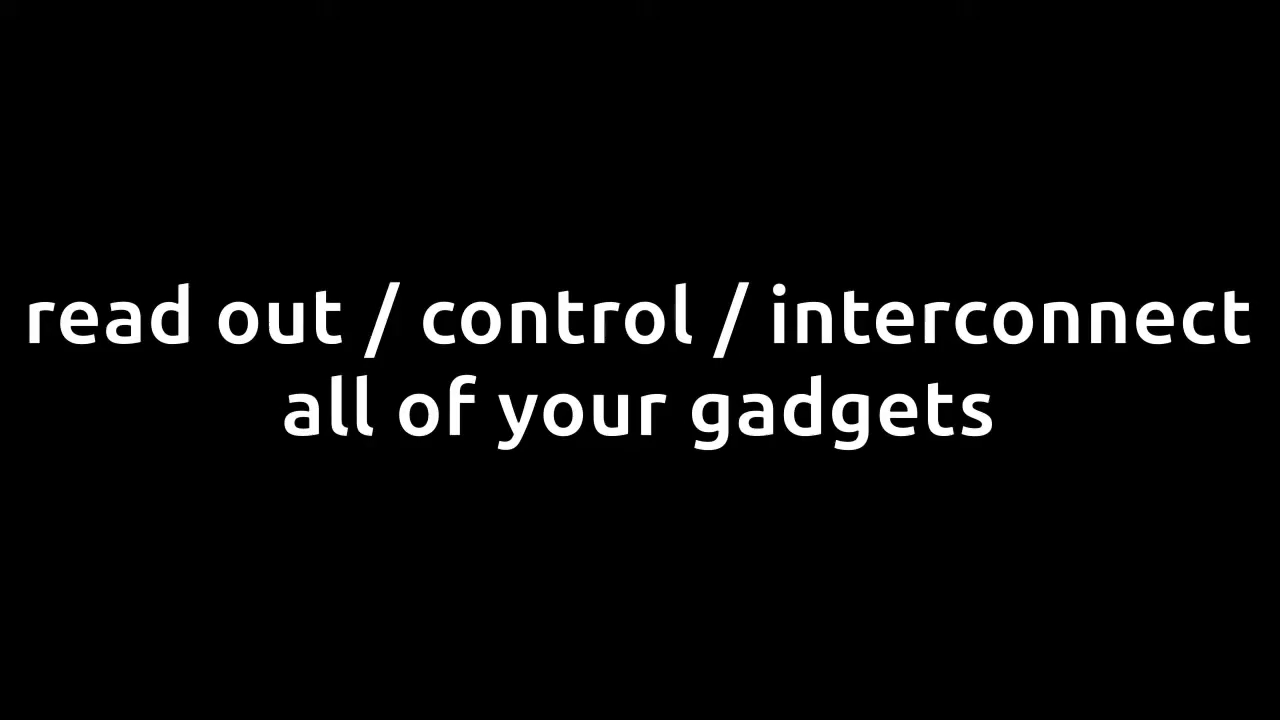 read out / control / interconnect
all of your gadgets